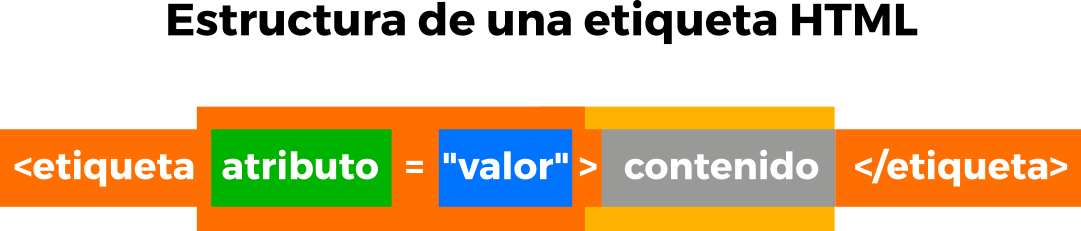 Estructura de una etiqueta HTML
<etiqueta atributo = "valor" > contenido </etiqueta>